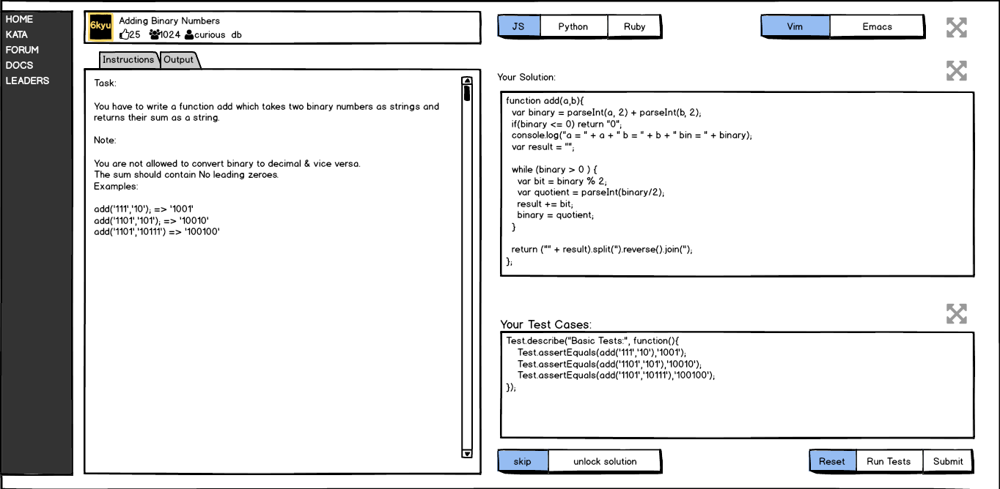 HOME
KATA
FORUM
DOCS
LEADERS
6kyu
Adding Binary Numbers
25 1024 curious db
Instructions Output
Task:
You have to write a function add which takes two binary numbers as strings and
returns their sum as a string.
Note:
You are not allowed to convert binary to decimal & vice versa.
The sum should contain No leading zeroes.
Examples:
add('111','10'); => '1001'
add('1101','101'); => '10010'
add('1101','10111') => '100100'
JS Python Ruby
Vim Emacs
Your Solution:
function add(a,b){
var binary = parseInt(a, 2) + parseInt(b, 2);
if(binary <= 0) return "0";
console.log("a = " + a + " b = " + b + " bin = " + binary);
var result = "";
while (binary > 0 ) {
var bit = binary % 2;
var quotient = parseInt(binary/2);
result += bit;
binary = quotient;
}
return ("" + result).split('').reverse().join('');
};
Your Test Cases:
Test.describe("Basic Tests:", function(){
Test.assertEquals(add('111','10'),'1001');
Test.assertEquals(add('1101','101'),'10010');
Test.assertEquals(add('1101','10111'),'100100');
});
skip unlock solution
Reset Run Tests Submit